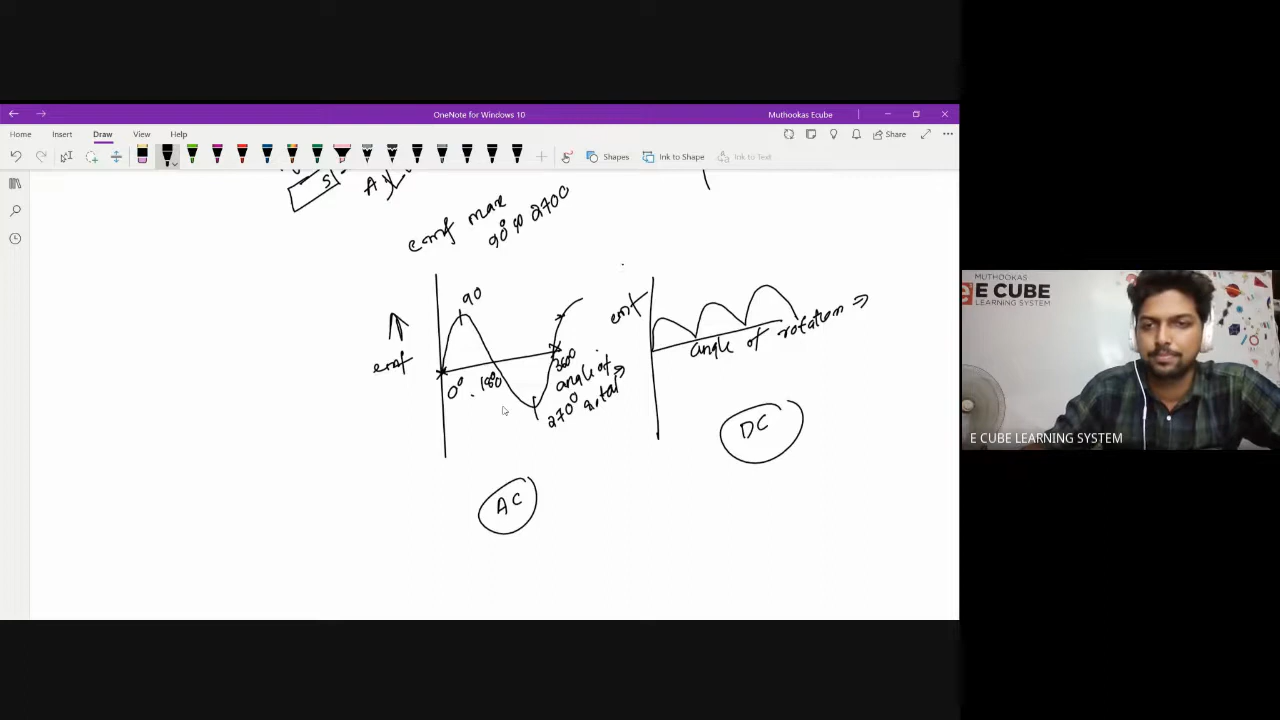 OneNote for Windows 10
Muthookas Ecube
Home Insert Draw View Help
Share
Shapes
Ink to Shape
Ink to Text
S
A
emf max
90°
2700
90
emf
0°
180
360
angle of
270°
AC
emf
angle of rotation ⇒
DC
MUTHOOKAS
E CUBE
LEARNING SYSTEM
E CUBE LEARNING SYSTEM